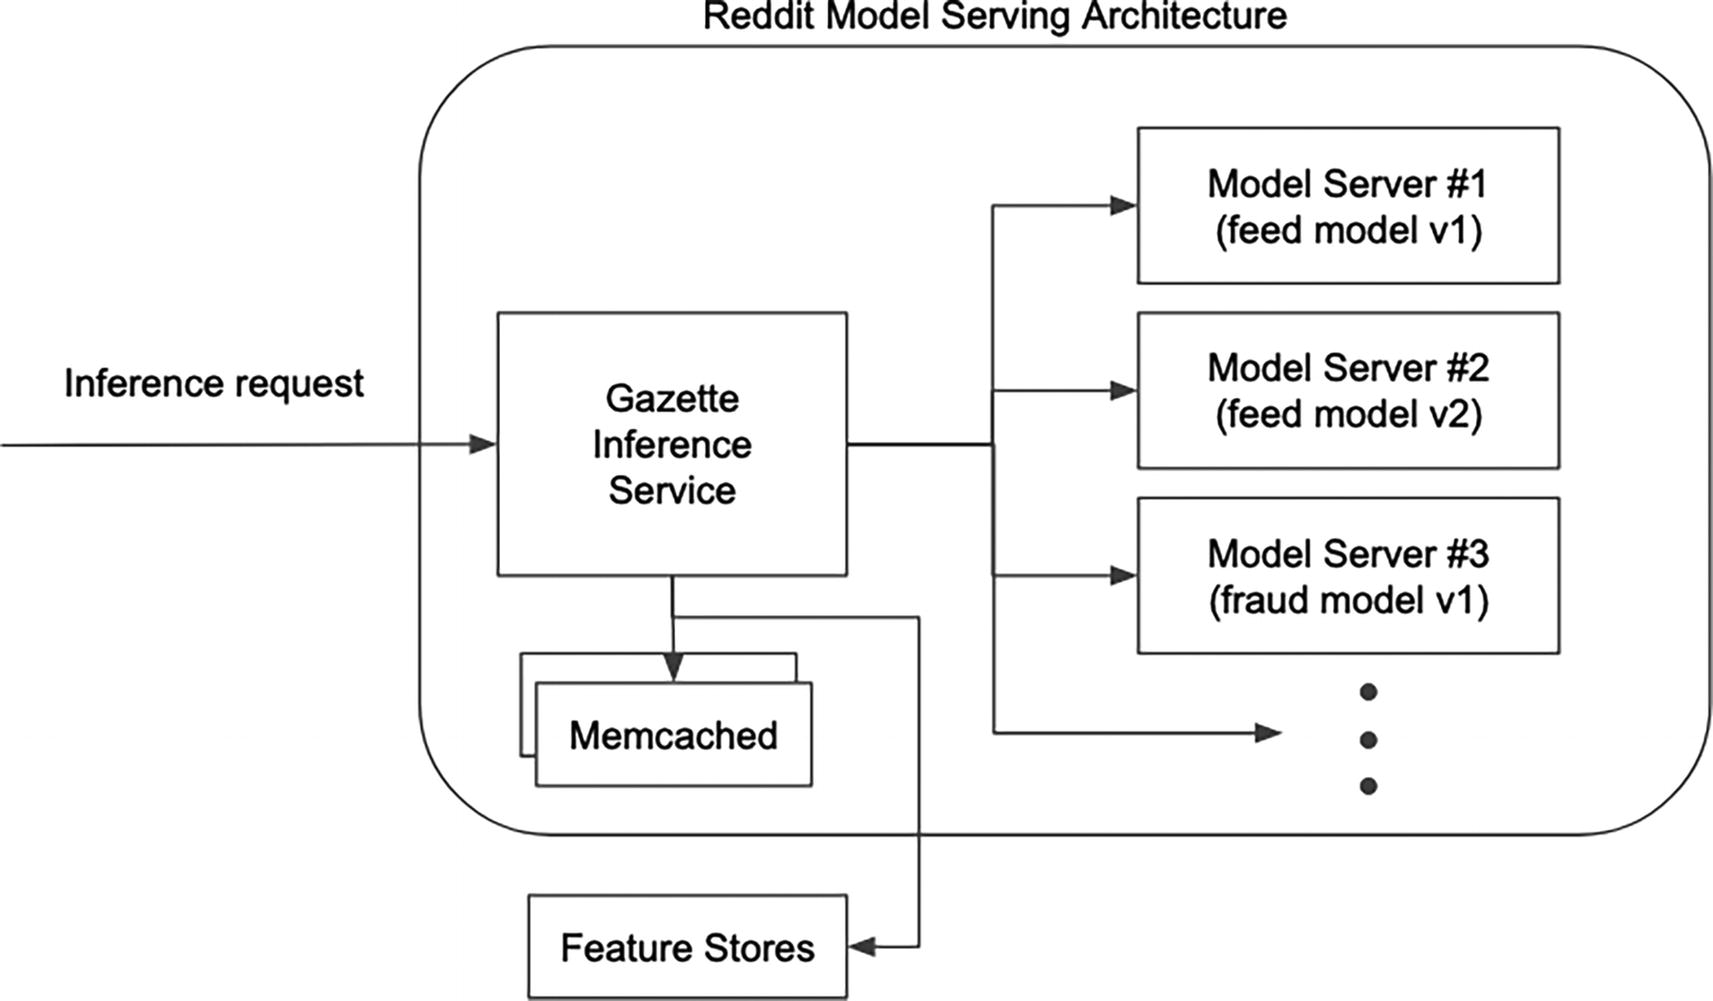 Reddit Model Serving Architecture
Inference request
Gazette
Inference
Service
Model Server #1
(feed model v1)
Model Server #2
(feed model v2)
Model Server #3
(fraud model v1)
Memcached
Feature Stores